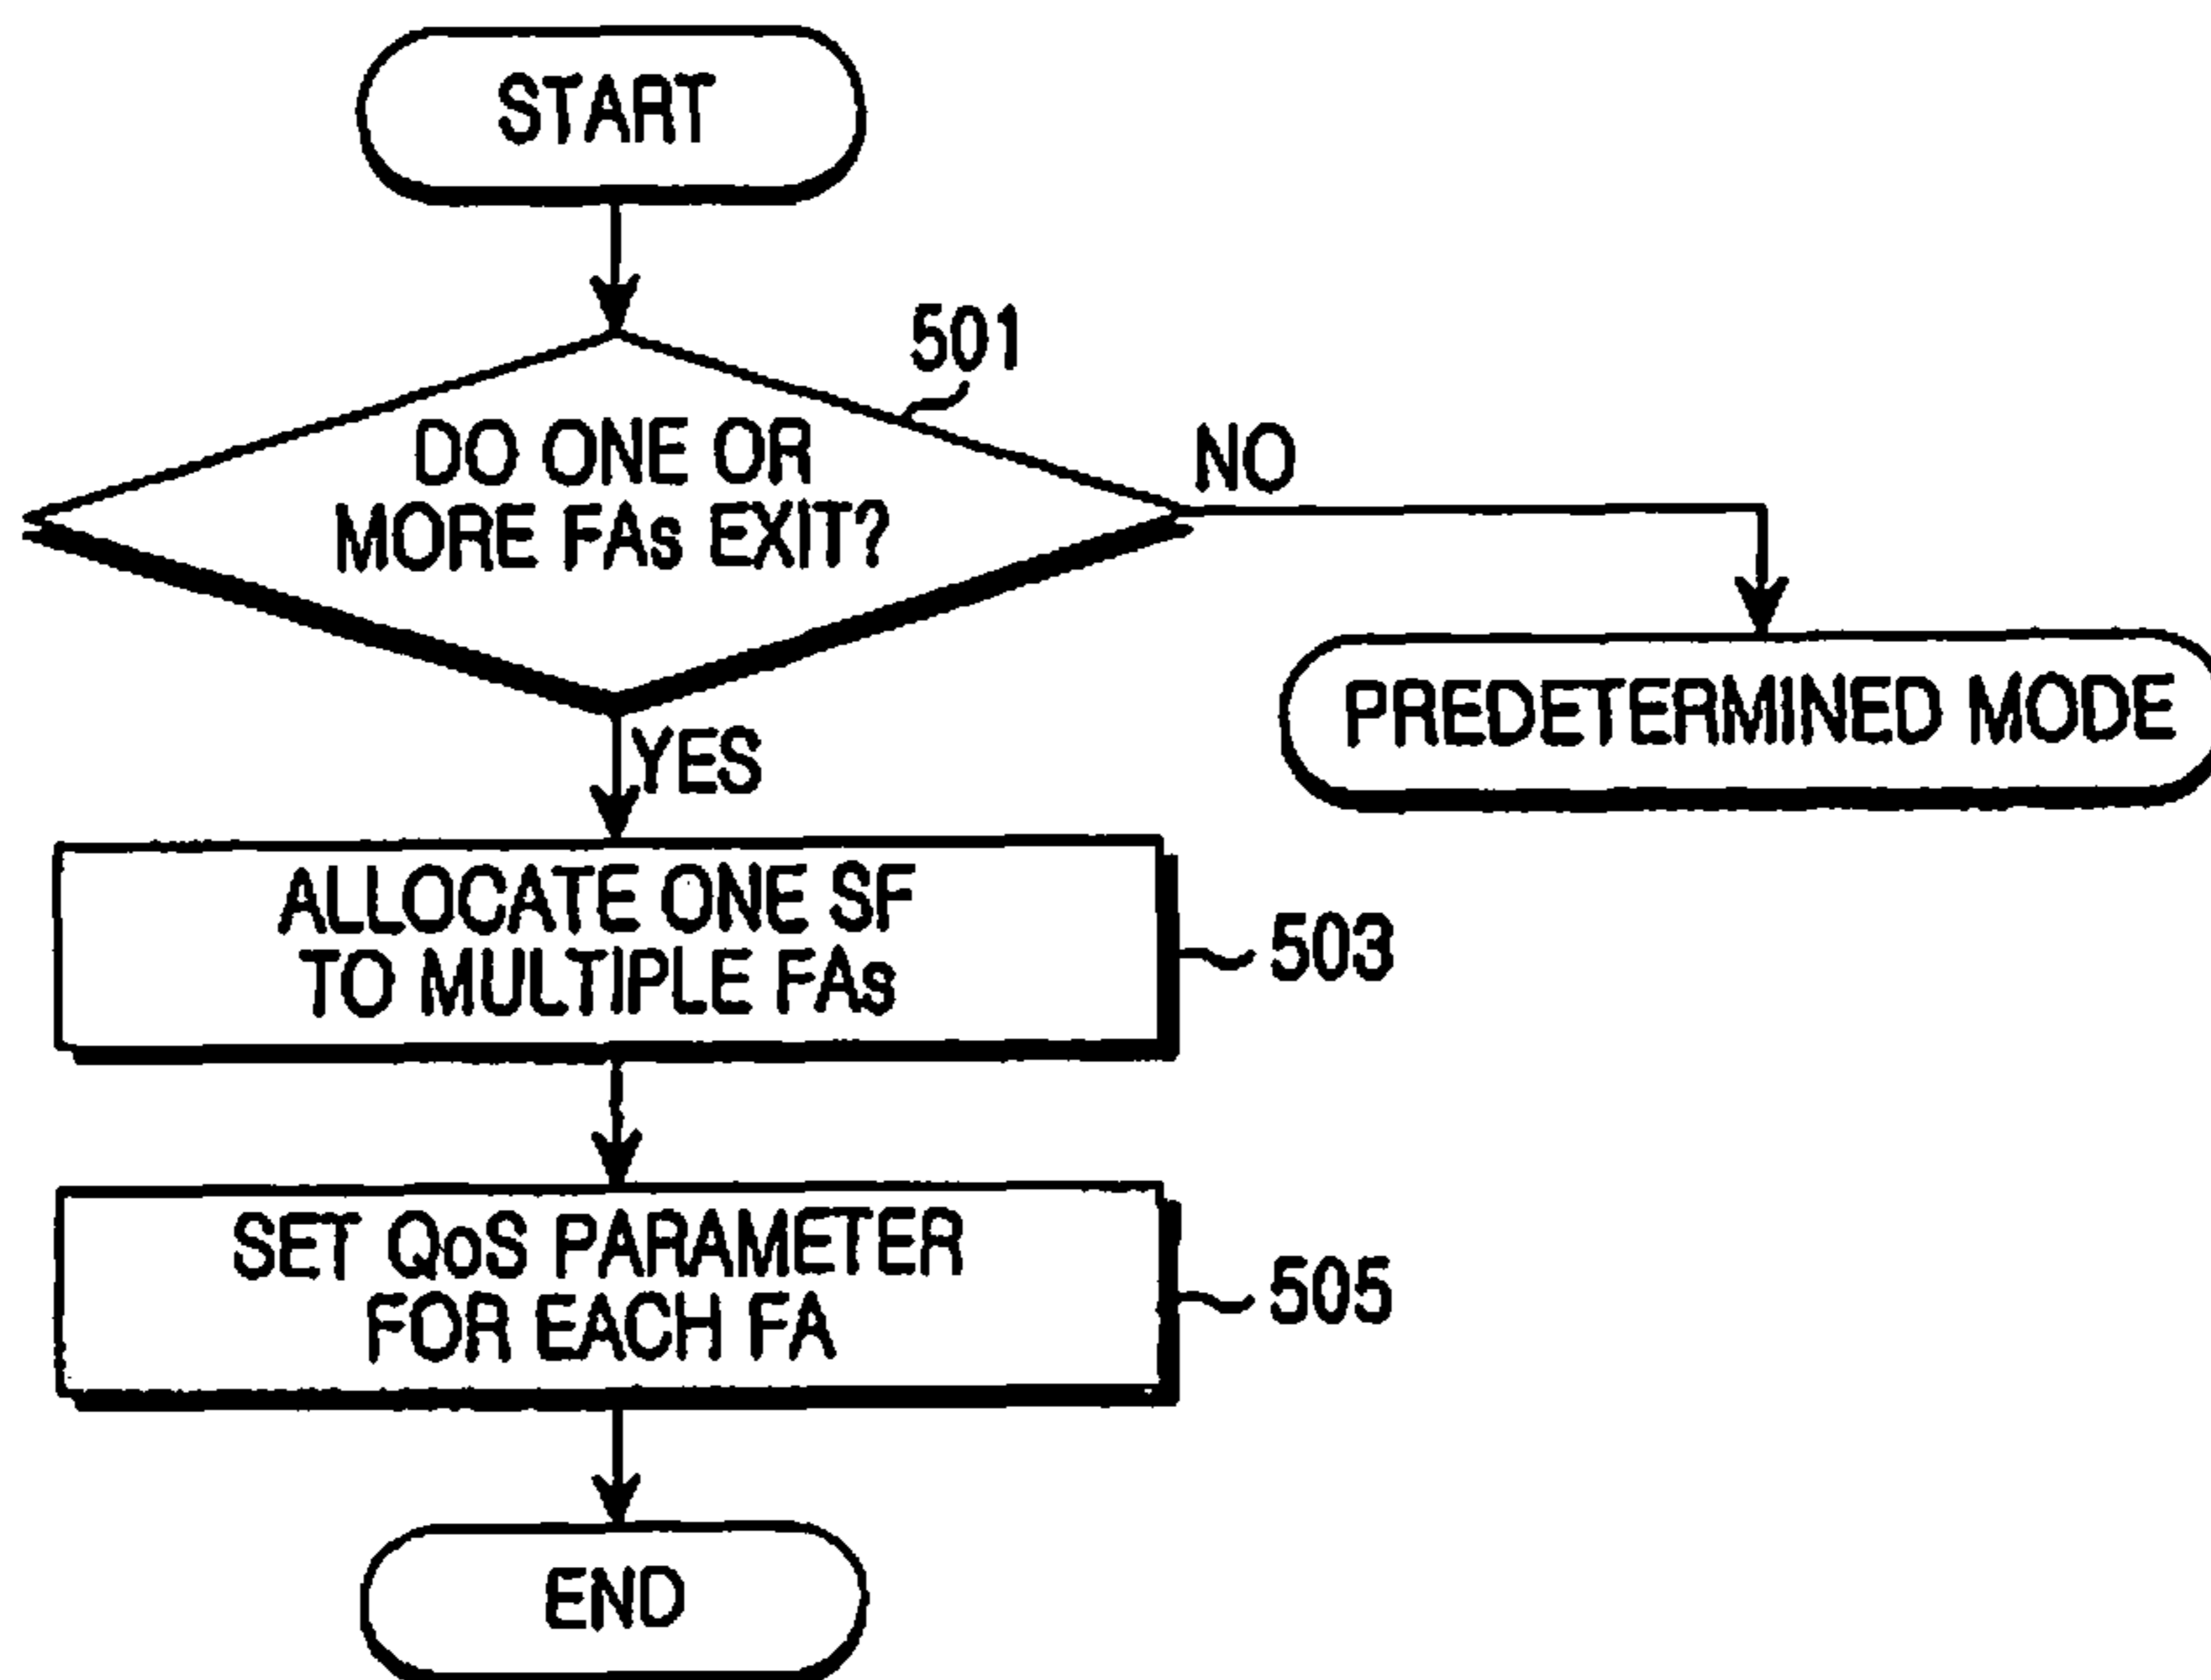 START
501
DO ONE OR
MORE FAs EXIT?
NO
PREDETERMINED MODE
YES
ALLOCATE ONE SF
TO MULTIPLE FAs
503
SET QoS PARAMETER
FOR EACH FA
505
END